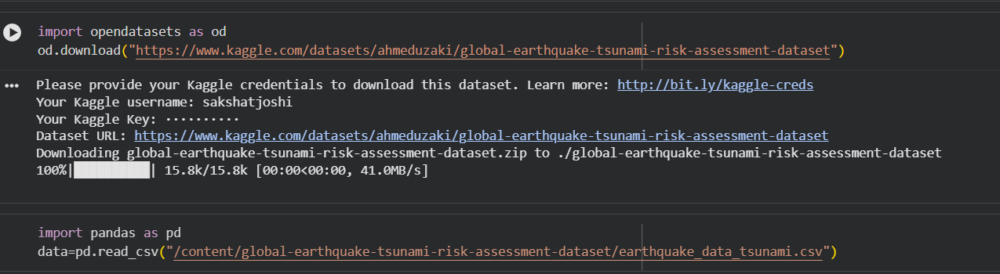 import opendatasets as od
od.download("https://www.kaggle.com/datasets/ahmeduzaki/global-earthquake-tsunami-risk-assessment-dataset")
Please provide your Kaggle credentials to download this dataset. Learn more: http://bit.ly/kaggle-creds
Your Kaggle username: sakshatjoshi
Your Kaggle Key: ··········
Dataset URL: https://www.kaggle.com/datasets/ahmeduzaki/global-earthquake-tsunami-risk-assessment-dataset
Downloading global-earthquake-tsunami-risk-assessment-dataset.zip to ./global-earthquake-tsunami-risk-assessment-dataset
100%|██████████| 15.8k/15.8k [00:00<00:00, 41.0MB/s]
import pandas as pd
data=pd.read_csv("/content/global-earthquake-tsunami-risk-assessment-dataset/earthquake_data_tsunami.csv")